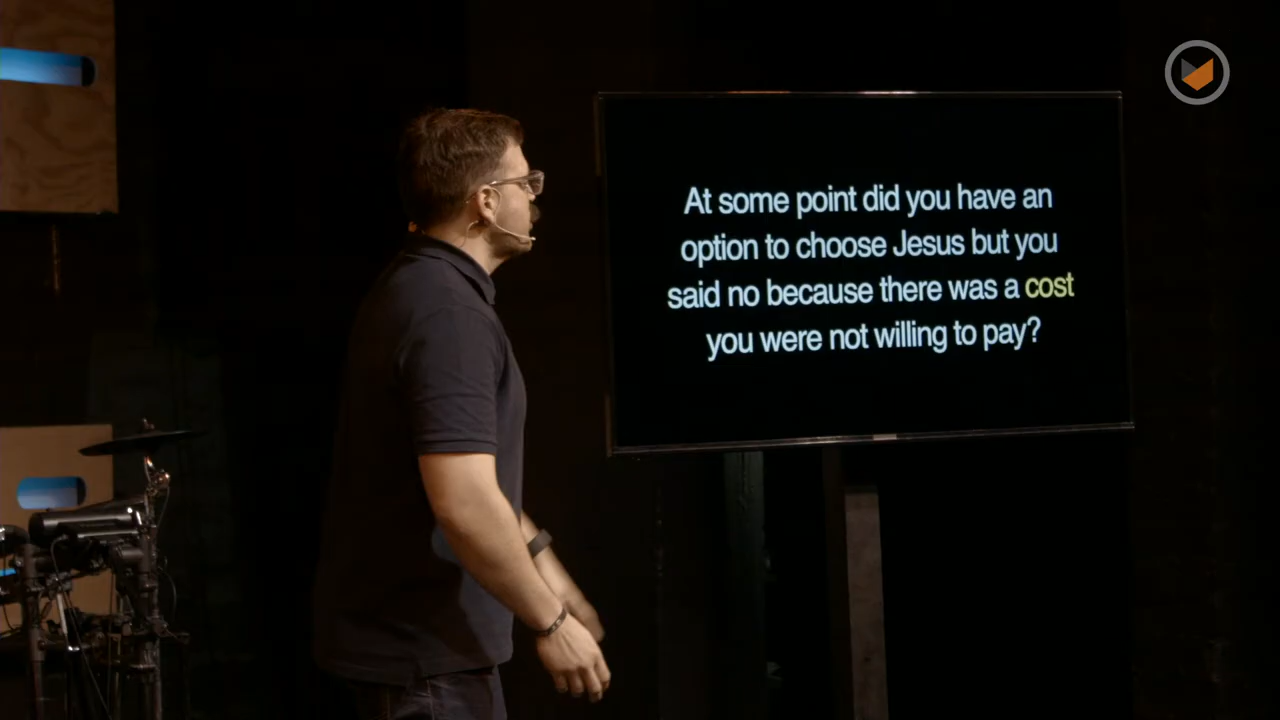 At some point did you have an
option to choose Jesus but you
said no because there was a cost
you were not willing to pay?